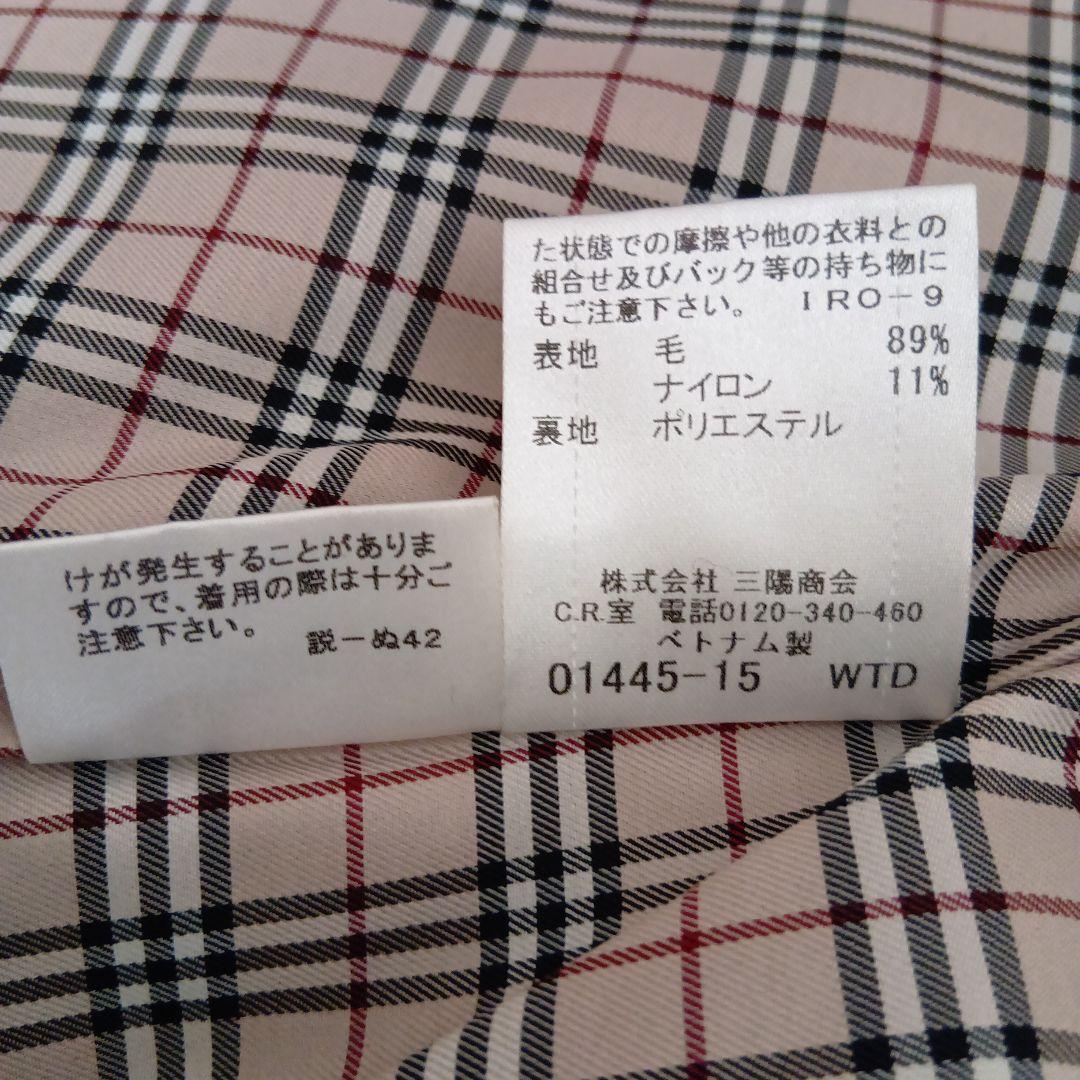 た状態での摩擦や他の衣料との
組合せ及びバック等の持ち物に
もご注意下さい。 IRO-9
表地 毛 89%
ナイロン 11%
裏地 ポリエステル
株式会社 三陽商会
C.R.室 電話0120-340-460
ベトナム製
01445-15 WTD
けが発生することがありま
すので、着用の際は十分ご
注意下さい。 説ーぬ42